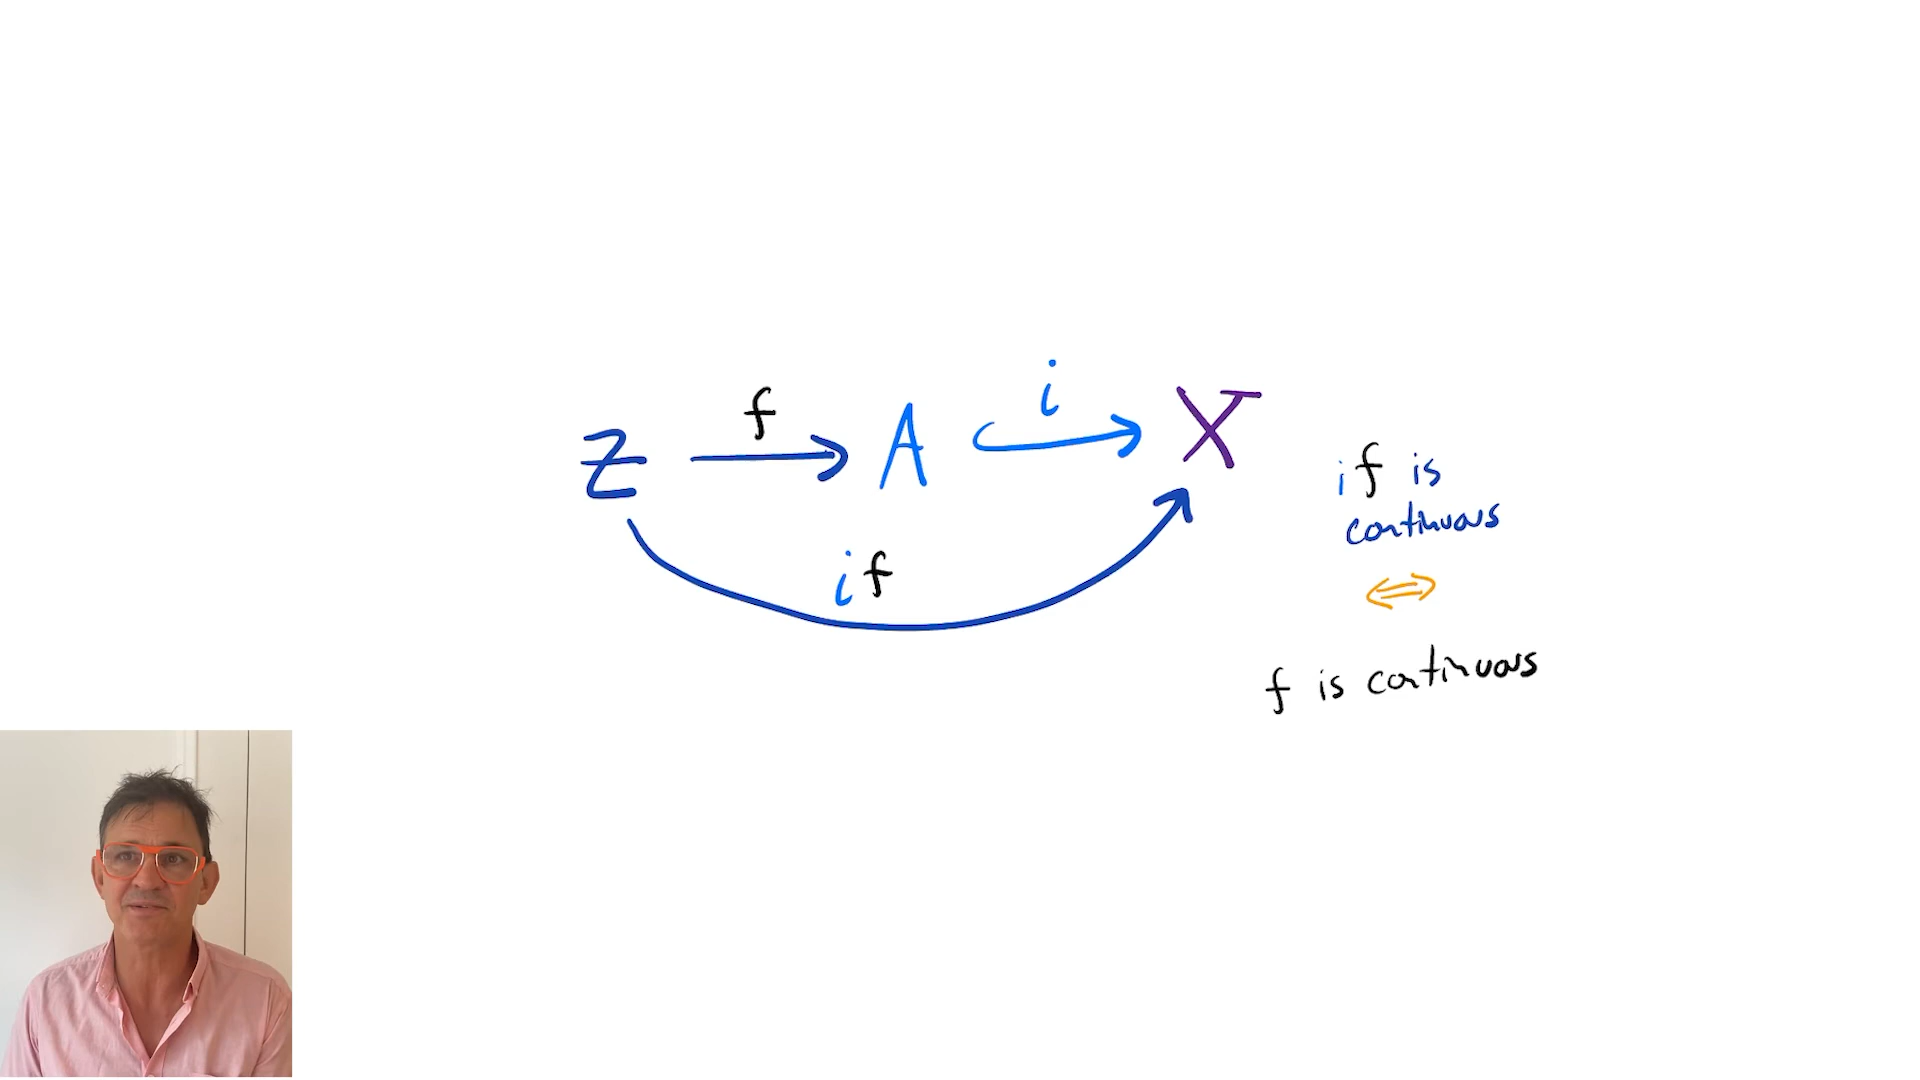 Z f A i X
if
if is
continuous
⇔
f is continuous